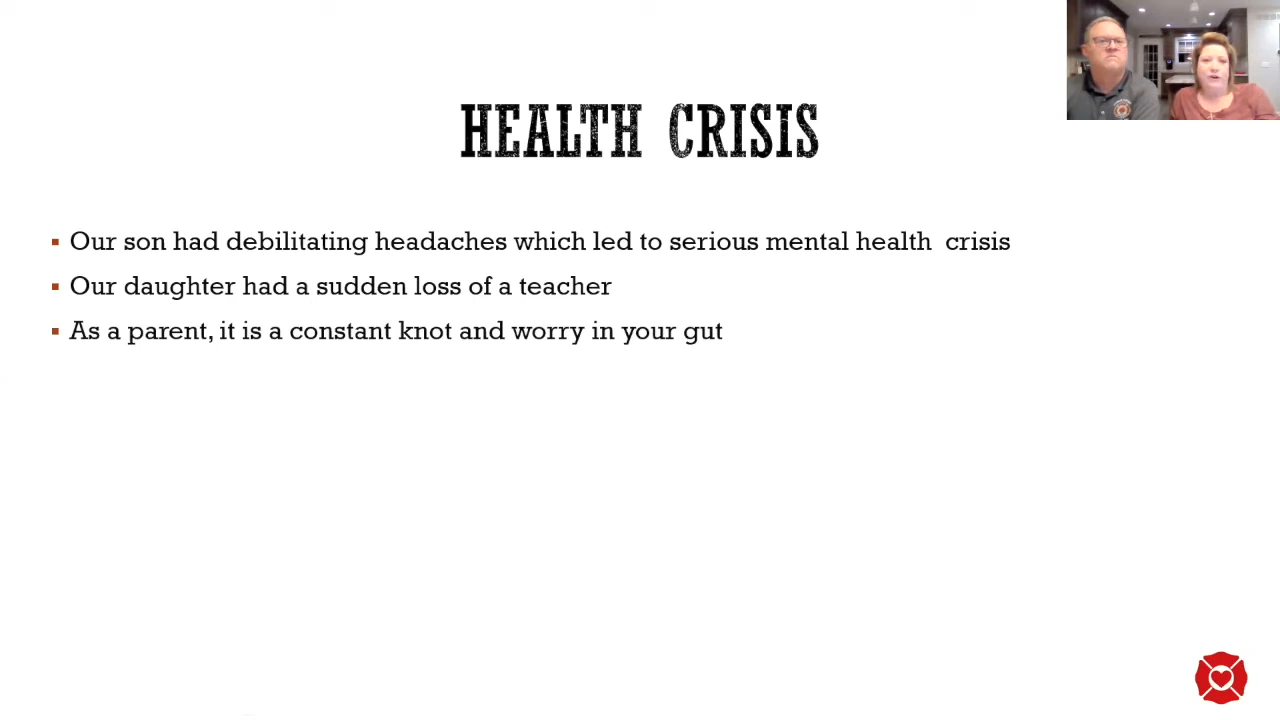 HEALTH CRISIS
Our son had debilitating headaches which led to serious mental health  crisis
Our daughter had a sudden loss of a teacher
As a parent, it is a constant knot and worry in your gut